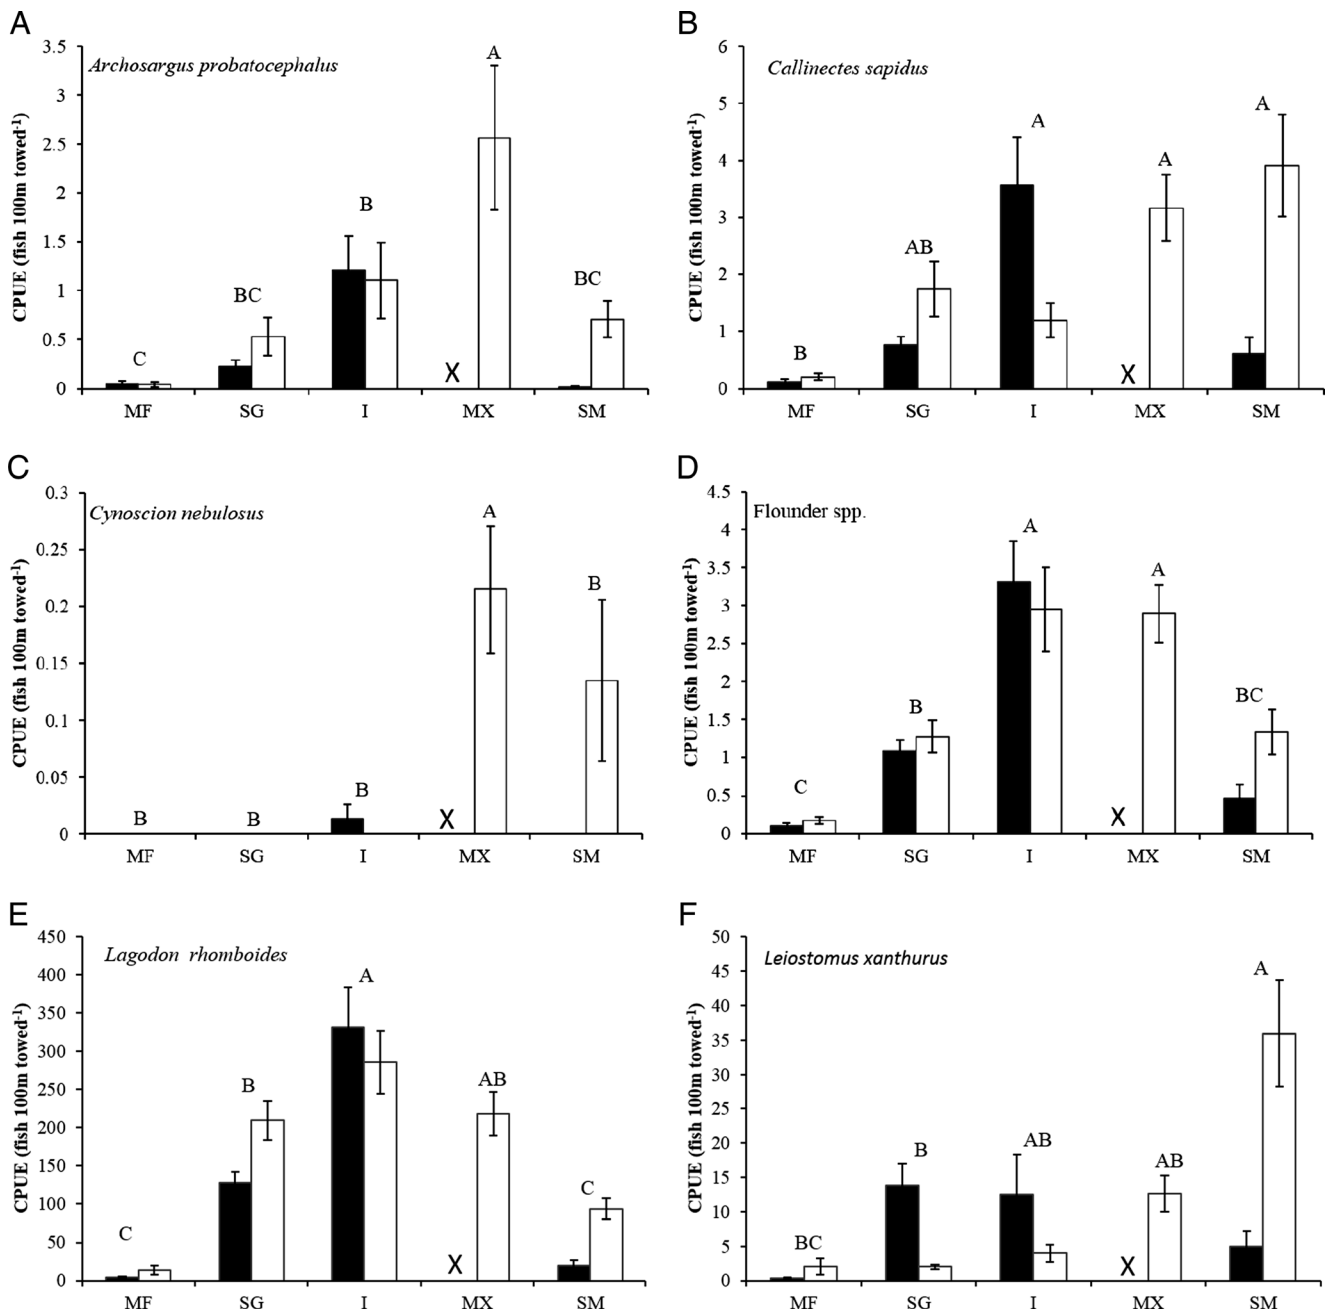 A
Archosargus probatocephalus
CPUE (fish 100m towed-1)
3.5
3
2.5
2
1.5
1
0.5
0
C
BC
B
A
BC
X
MF SG I MX SM
B
Callinectes sapidus
CPUE (fish 100m towed-1)
6
5
4
3
2
1
0
B
AB
A
A
A
X
MF SG I MX SM
C
Cynoscion nebulosus
CPUE (fish 100m towed-1)
0.3
0.25
0.2
0.15
0.1
0.05
0
B
B
B
A
B
X
MF SG I MX SM
D
Flounder spp.
CPUE (fish 100m towed-1)
4.5
4
3.5
3
2.5
2
1.5
1
0.5
0
C
B
A
A
BC
X
MF SG I MX SM
E
Lagodon rhomboides
CPUE (fish 100m towed-1)
450
400
350
300
250
200
150
100
50
0
C
B
A
AB
C
X
MF SG I MX SM
F
Leiostomus xanthurus
CPUE (fish 100m towed-1)
50
45
40
35
30
25
20
15
10
5
0
BC
B
AB
AB
A
X
MF SG I MX SM